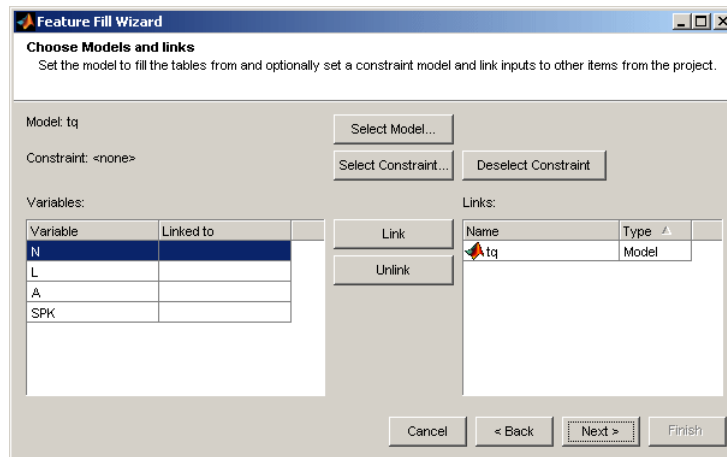 Feature Fill Wizard
Choose Models and links
Set the model to fill the tables from and optionally set a constraint model and link inputs to other items from the project.
Model: tq
Select Model...
Constraint: <none>
Select Constraint...
Deselect Constraint
Variables:
Links:
Variable Linked to
Link
Name Type
N
tq Model
L
Unlink
A
SPK
Cancel
< Back
Next >
Finish